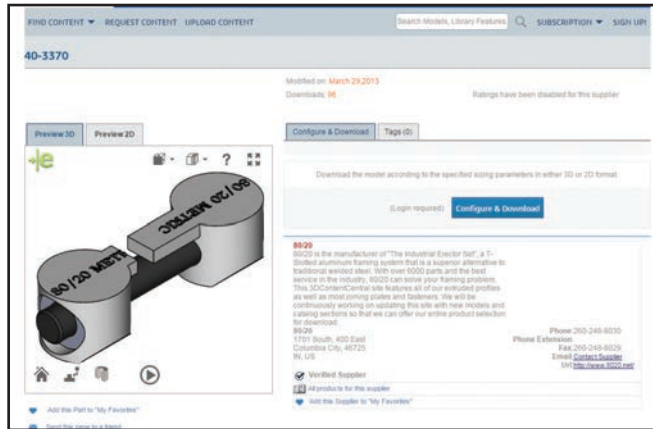 FIND CONTENT REQUEST CONTENT UPLOAD CONTENT
Search Models, Library Features,
SUBSCRIPTION SIGN UP!
40-3370
Modified on: March 29,2013
Downloads: 96
Ratings have been disabled for this supplier
Preview 3D Preview 2D
Configure & Download Tags (0)
Download the model according to the specified sizing parameters in either 3D or 2D format
(Login required) Configure & Download
80/20 METRIC
80/20 METR
80/20
80/20 is the manufacturer of "The Industrial Erector Set", a T-
Slotted aluminum framing system that is a superior alternative to
traditional welded steel. With over 6000 parts and the best
service in the industry, 80/20 can solve your framing problem.
This 3DContentCentral site features all of our extruded profiles
as well as most joining plates and fasteners. We will be
continuously working on updating this site with new models and
catalog sections so that we can offer our entire product selection
for download.
80/20
1701 South, 400 East
Columbia City, 46725
IN, US
Phone: 260-248-8030
Phone Extension
Fax: 260-248-8029
Email: Contact Supplier
Url: http://www.8020.net/
Verified Supplier
All products for this supplier
Add this Supplier to "My Favorites"
Add this Part to "My Favorites"
Send this page to a friend